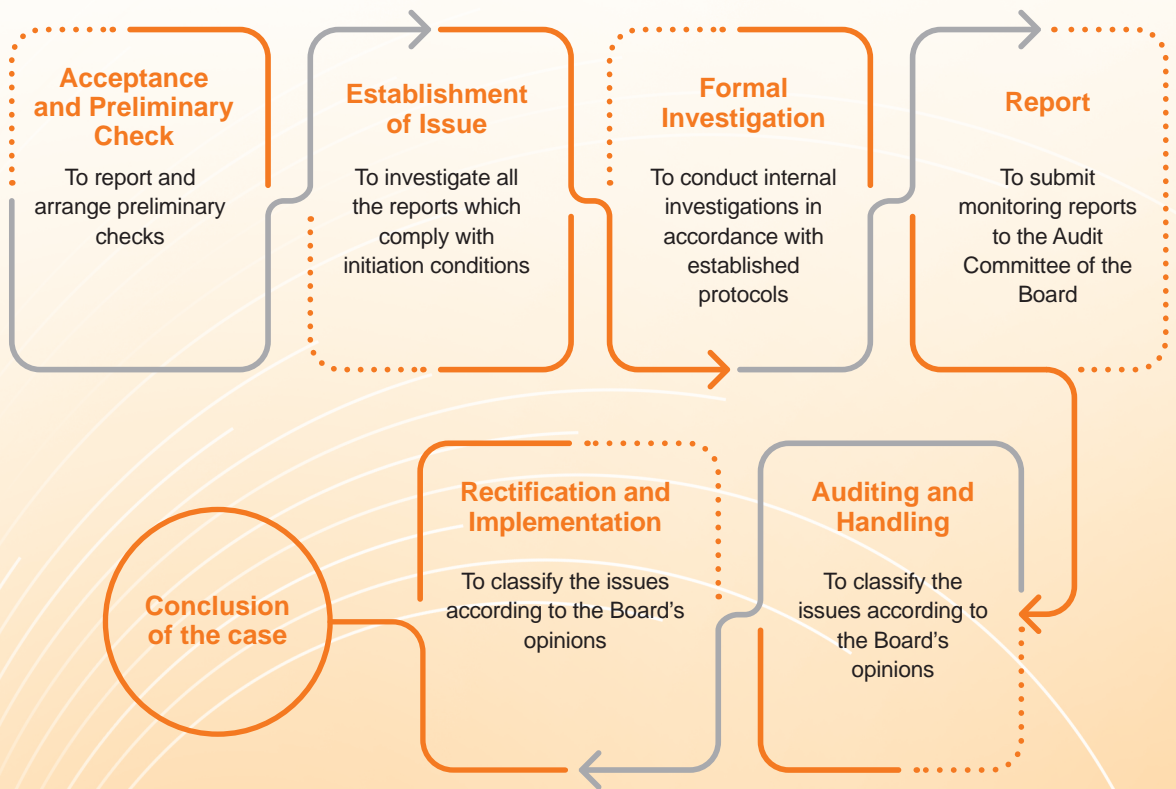 Acceptance
and Preliminary
Check
To report and
arrange preliminary
checks
Establishment
of Issue
To investigate all
the reports which
comply with
initiation conditions
Formal
Investigation
To conduct internal
investigations in
accordance with
established
protocols
Report
To submit
monitoring reports
to the Audit
Committee of the
Board
Auditing and
Handling
To classify the
issues according to
the Board’s
opinions
Rectification and
Implementation
To classify the issues
according to the Board’s
opinions
Conclusion
of the case